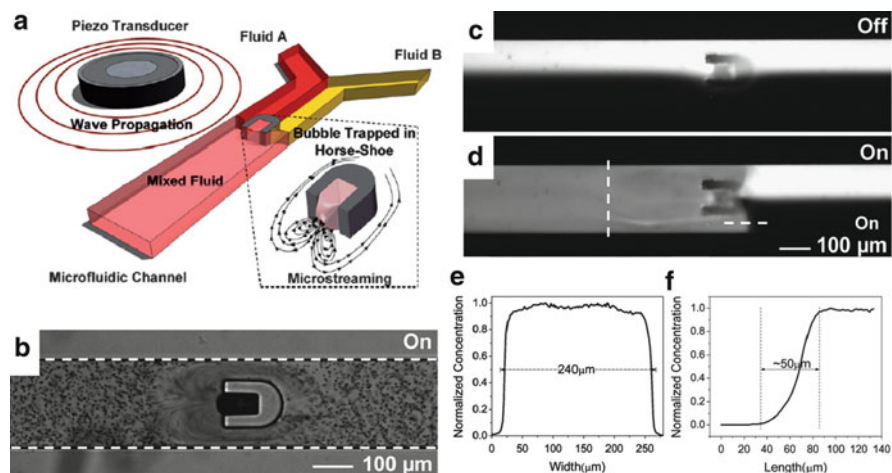 a
Piezo Transducer
Fluid A
Fluid B
Wave Propagation
Bubble Trapped in
Horse-Shoe
Mixed Fluid
Microfluidic Channel
Microstreaming
b
On
100 µm
c
Off
d
On
On
100 µm
e
Normalized Concentration
1.0
0.8
0.6
0.4
0.2
0.0
240µm
0 50 100 150 200 250
Width(µm)
f
Normalized Concentration
1.0
0.8
0.6
0.4
0.2
0.0
~50µm
0 20 40 60 80 100 120 140
Length(µm)